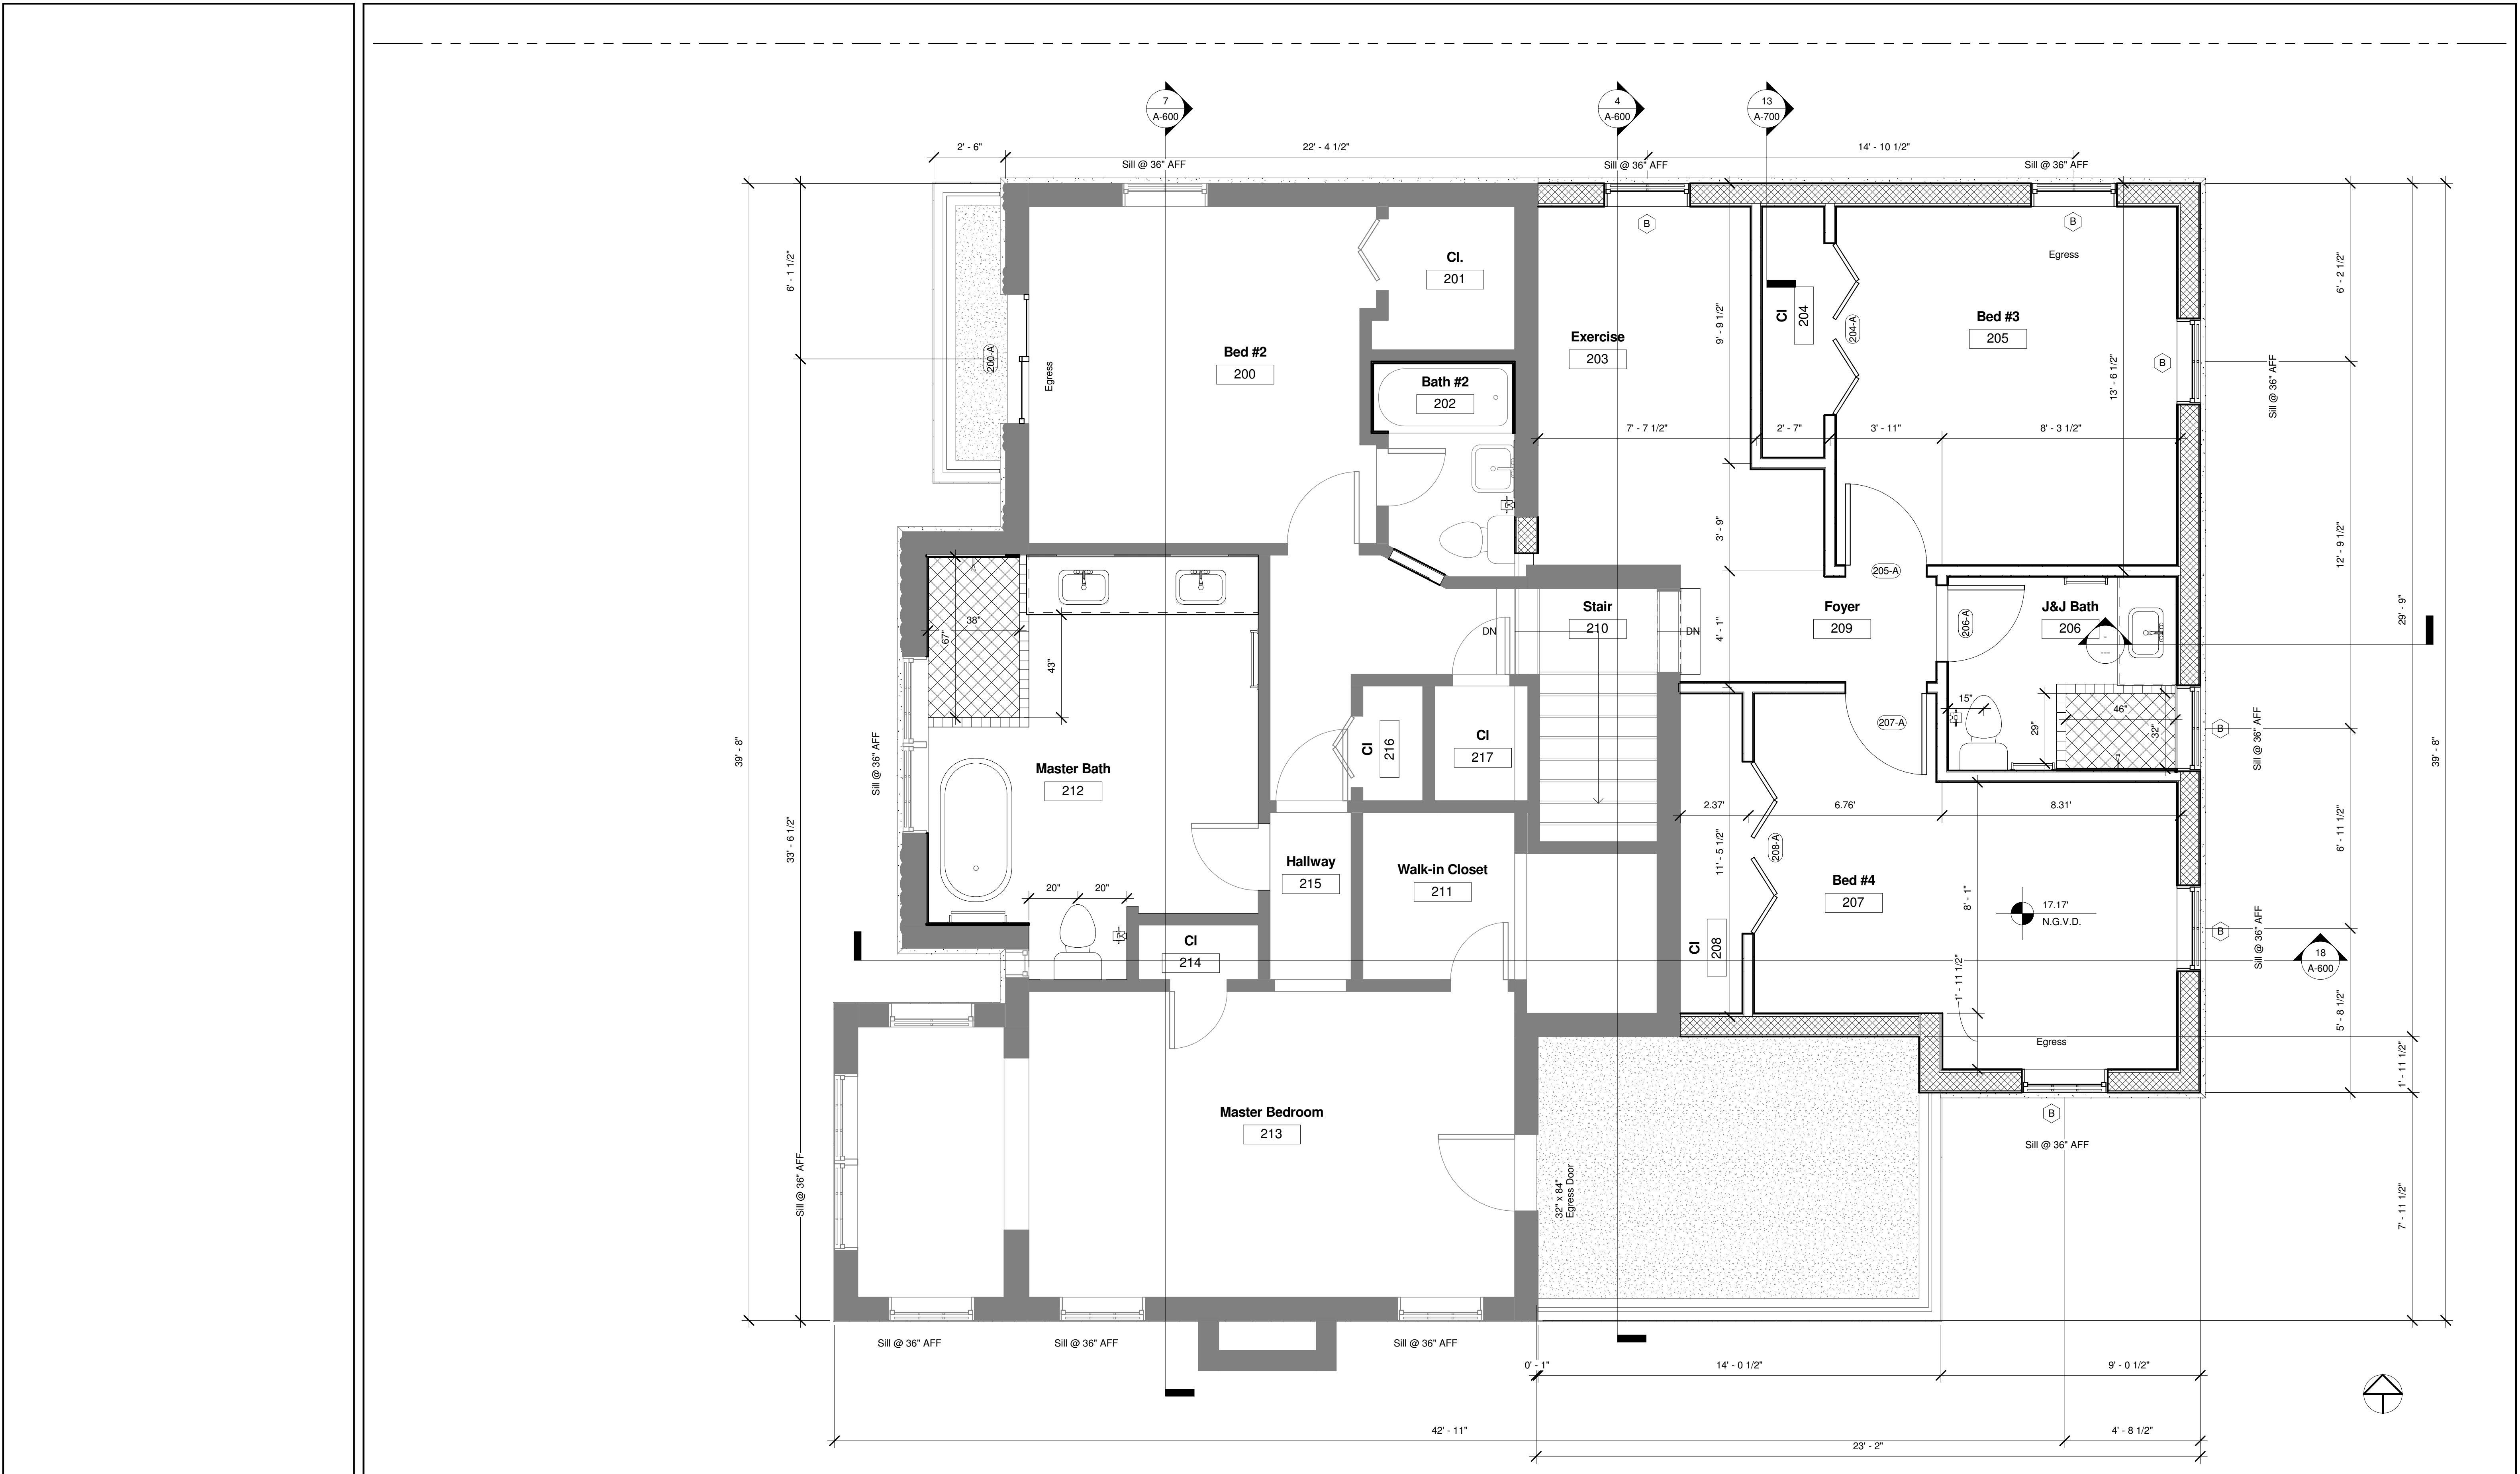 7
A-600
4
A-600
13
A-700
2' - 6"
22' - 4 1/2"
14' - 10 1/2"
Sill @ 36" AFF
Sill @ 36" AFF
Sill @ 36" AFF
B
B
Egress
6' - 1 1/2"
6' - 2 1/2"
Cl.
201
Cl
204
204-A
Bed #3
205
9' - 9 1/2"
Exercise
203
Bed #2
200
200-A
Egress
B
13' - 6 1/2"
Sill @ 36" AFF
Bath #2
202
7' - 7 1/2"
2' - 7"
3' - 11"
8' - 3 1/2"
3' - 9"
12' - 9 1/2"
205-A
Stair
210
DN
DN
4' - 1"
Foyer
209
206-A
J&J Bath
206
-
---
29' - 9"
38"
67"
43"
15"
46"
29"
32"
207-A
B
Sill @ 36" AFF
39' - 8"
Sill @ 36" AFF
39' - 8"
Cl
216
Cl
217
Master Bath
212
2.37'
6.76'
8.31'
33' - 6 1/2"
11' - 5 1/2"
208-A
6' - 11 1/2"
Hallway
215
Walk-in Closet
211
Bed #4
207
20"
20"
8' - 1"
17.17'
N.G.V.D.
B
Sill @ 36" AFF
Cl
214
Cl
208
18
A-600
1' - 11 1/2"
5' - 8 1/2"
Egress
1' - 11 1/2"
Master Bedroom
213
B
Sill @ 36" AFF
Sill @ 36" AFF
32" x 84"
Egress Door
7' - 11 1/2"
Sill @ 36" AFF
Sill @ 36" AFF
Sill @ 36" AFF
0' - 1"
14' - 0 1/2"
9' - 0 1/2"
42' - 11"
4' - 8 1/2"
23' - 2"